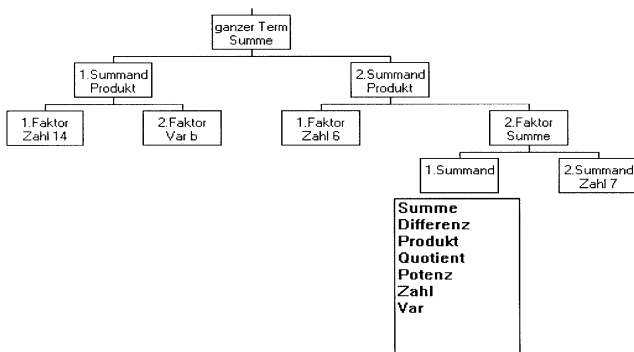 ganzer Term
Summe
1.Summand
Produkt
2.Summand
Produkt
1.Faktor
Zahl 14
2.Faktor
Var b
1.Faktor
Zahl 6
2.Faktor
Summe
1.Summand
2.Summand
Zahl 7
Summe
Differenz
Produkt
Quotient
Potenz
Zahl
Var